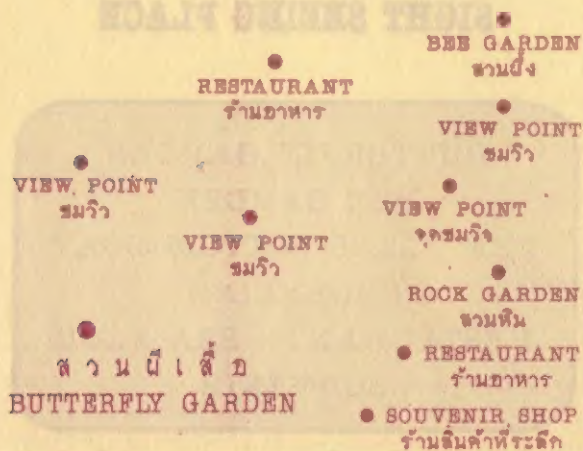 BEE GARDEN
สวนผึ้ง
RESTAURANT
ร้านอาหาร
VIEW POINT
ชมวิว
VIEW POINT
ชมวิว
VIEW POINT
จุดชมวิว
VIEW POINT
ชมวิว
ROCK GARDEN
สวนหิน
สวนผีเสื้อ
BUTTERFLY GARDEN
RESTAURANT
ร้านอาหาร
SOUVENIR SHOP
ร้านสินค้าที่ระลึก